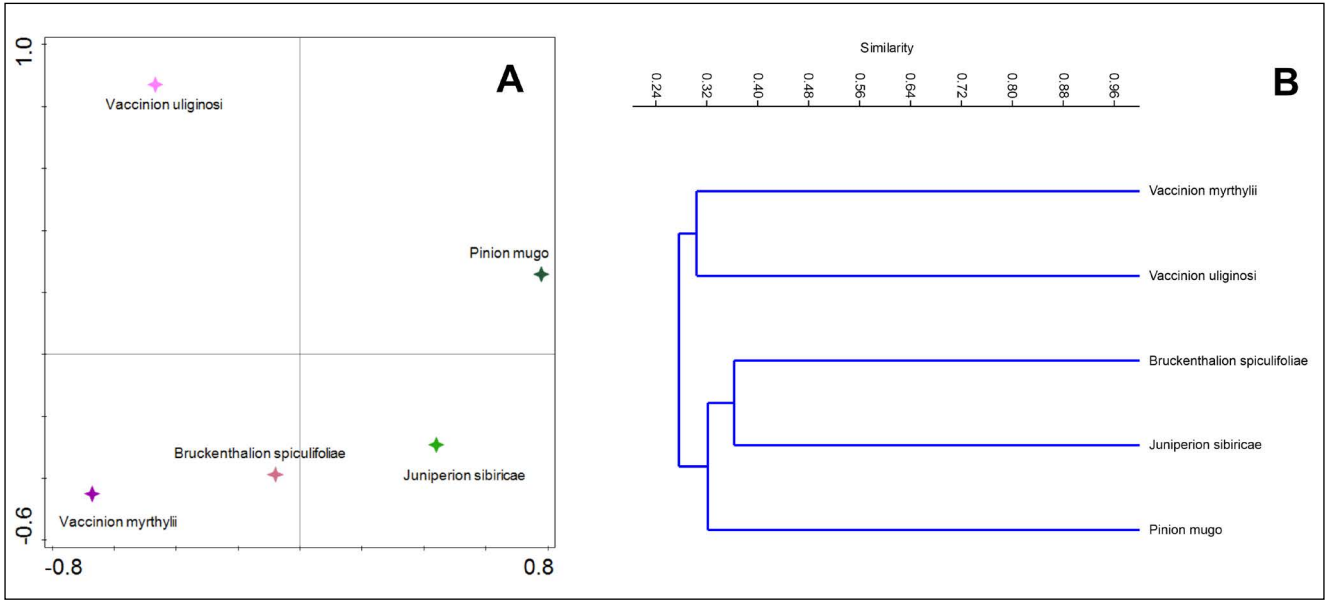 A
1.0
Vaccinion uliginosi
Pinion mugo
Bruckenthalion spiculifoliae
Juniperion sibiricae
Vaccinion myrthylii
-0.6
-0.8
0.8
B
Similarity
0.24
0.32
0.40
0.48
0.56
0.64
0.72
0.80
0.88
0.96
Vaccinion myrthylii
Vaccinion uliginosi
Bruckenthalion spiculifoliae
Juniperion sibiricae
Pinion mugo